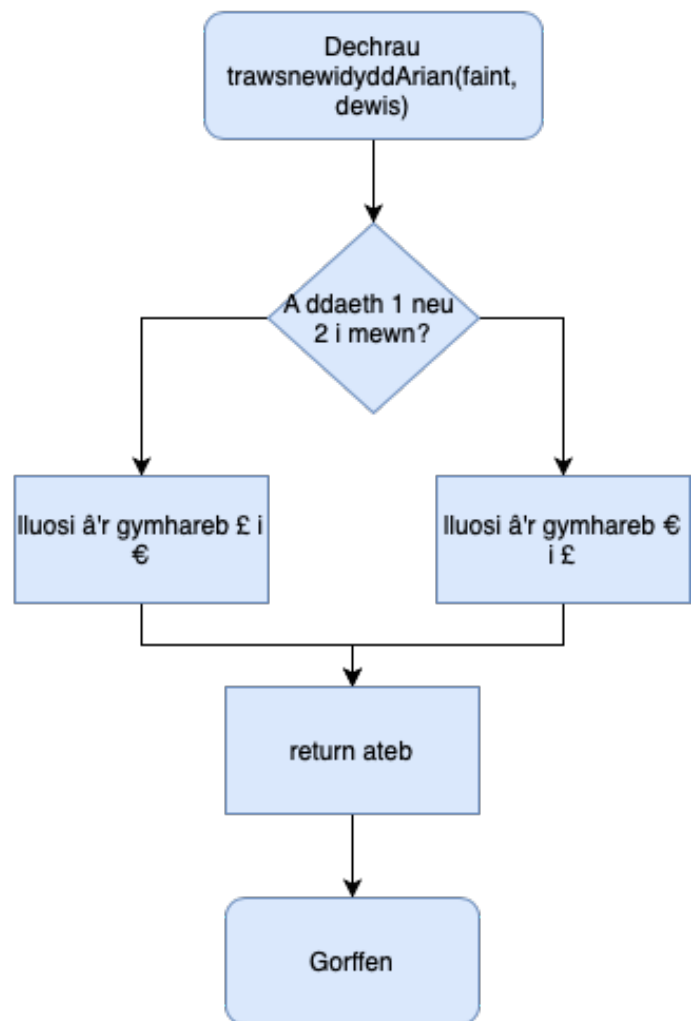 Dechrau
trawsnewidyddArian(faint,
dewis)
A ddaeth 1 neu
2 i mewn?
lluosi â'r gymhareb £ i
€
lluosi â'r gymhareb €
i £
return ateb
Gorffen